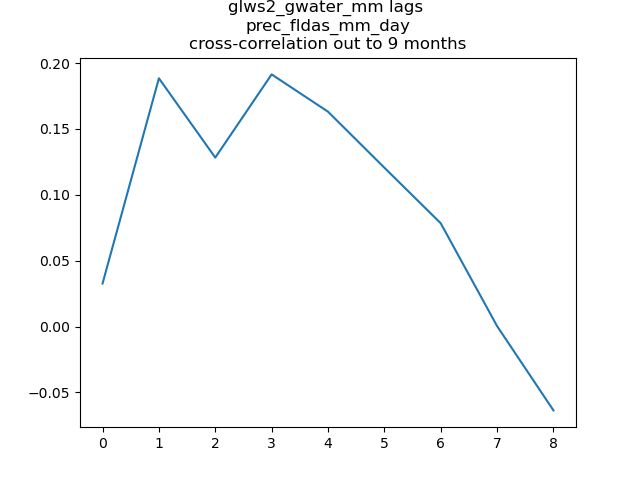 glws2_gwater_mm lags
prec_fldas_mm_day
cross-correlation out to 9 months
0.20
0.15
0.10
0.05
0.00
−0.05
0 1 2 3 4 5 6 7 8